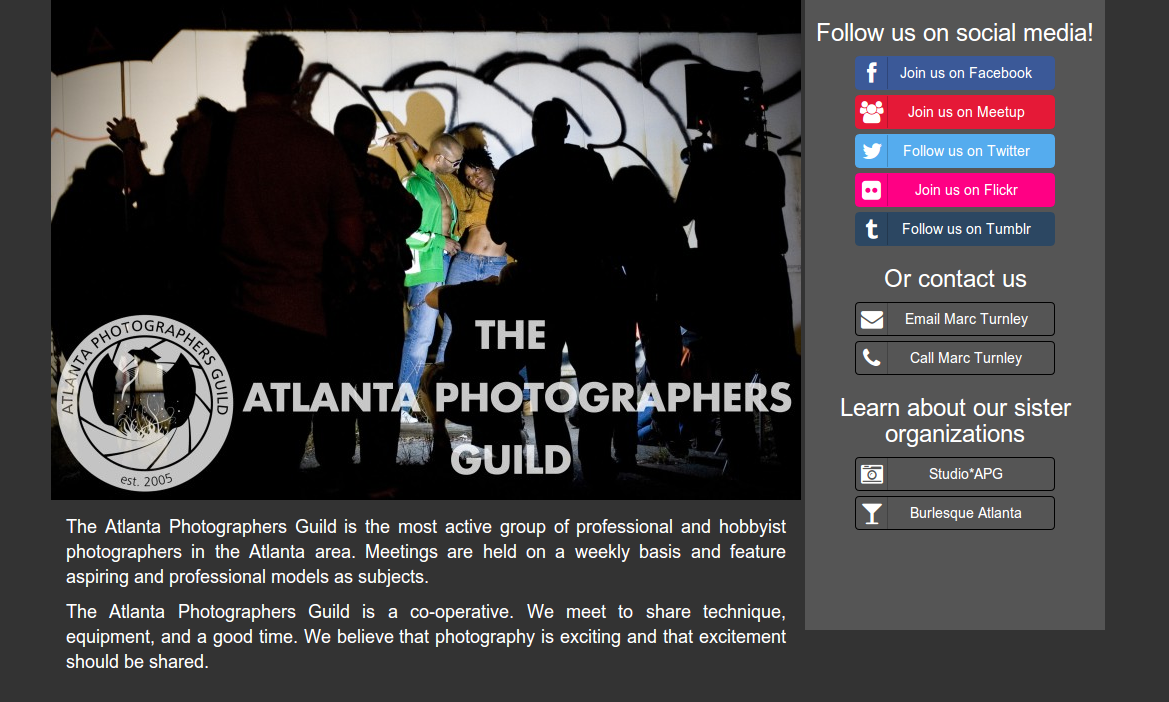 THE
ATLANTA PHOTOGRAPHERS
GUILD
ATLANTA PHOTOGRAPHERS GUILD
est. 2005
The Atlanta Photographers Guild is the most active group of professional and hobbyist
photographers in the Atlanta area. Meetings are held on a weekly basis and feature
aspiring and professional models as subjects.
The Atlanta Photographers Guild is a co-operative. We meet to share technique,
equipment, and a good time. We believe that photography is exciting and that excitement
should be shared.
Follow us on social media!
Join us on Facebook
Join us on Meetup
Follow us on Twitter
Join us on Flickr
Follow us on Tumblr
Or contact us
Email Marc Turnley
Call Marc Turnley
Learn about our sister
organizations
Studio*APG
Burlesque Atlanta